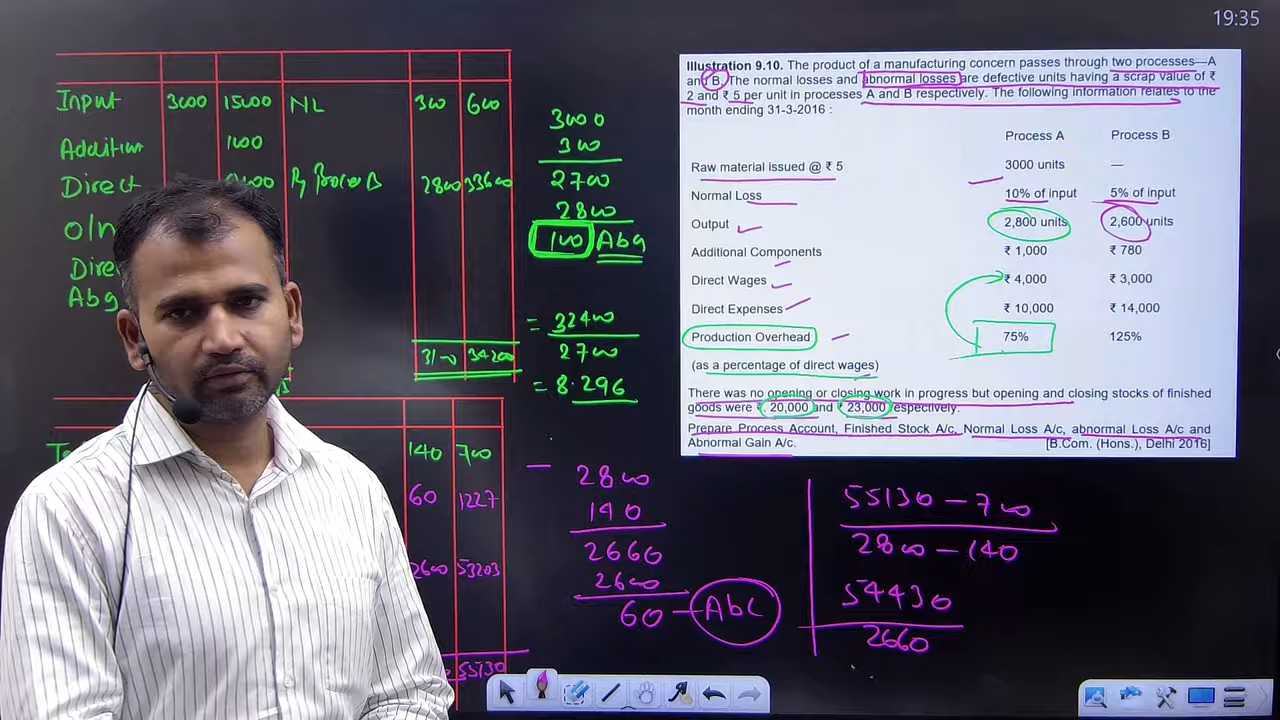 19:35
Input 3000 15000 NL 300 600
Addition 1000
Direct By Process B 2800 33600
o/h
Abg
3100 34200
140 700
60 1227
2600 53203
55130
3000
300
2700
2800
100 Abg
= 32400
2700
= 8.296
2800
140
2660
2600
60 — Abl
Illustration 9.10. The product of a manufacturing concern passes through two processes—A
and B. The normal losses and abnormal losses are defective units having a scrap value of ₹
2 and ₹ 5 per unit in processes A and B respectively. The following information relates to the
month ending 31-3-2016 :
Process A Process B
Raw material issued @ ₹ 5 3000 units —
Normal Loss 10% of input 5% of input
Output 2,800 units 2,600 units
Additional Components ₹ 1,000 ₹ 780
Direct Wages ₹ 4,000 ₹ 3,000
Direct Expenses ₹ 10,000 ₹ 14,000
Production Overhead 75% 125%
(as a percentage of direct wages)
There was no opening or closing work in progress but opening and closing stocks of finished
goods were ₹. 20,000 and ₹ 23,000 respectively.
Prepare Process Account, Finished Stock A/c, Normal Loss A/c, abnormal Loss A/c and
Abnormal Gain A/c. [B.Com. (Hons.), Delhi 2016]
55130 – 700
2800 – 140
54430
2660